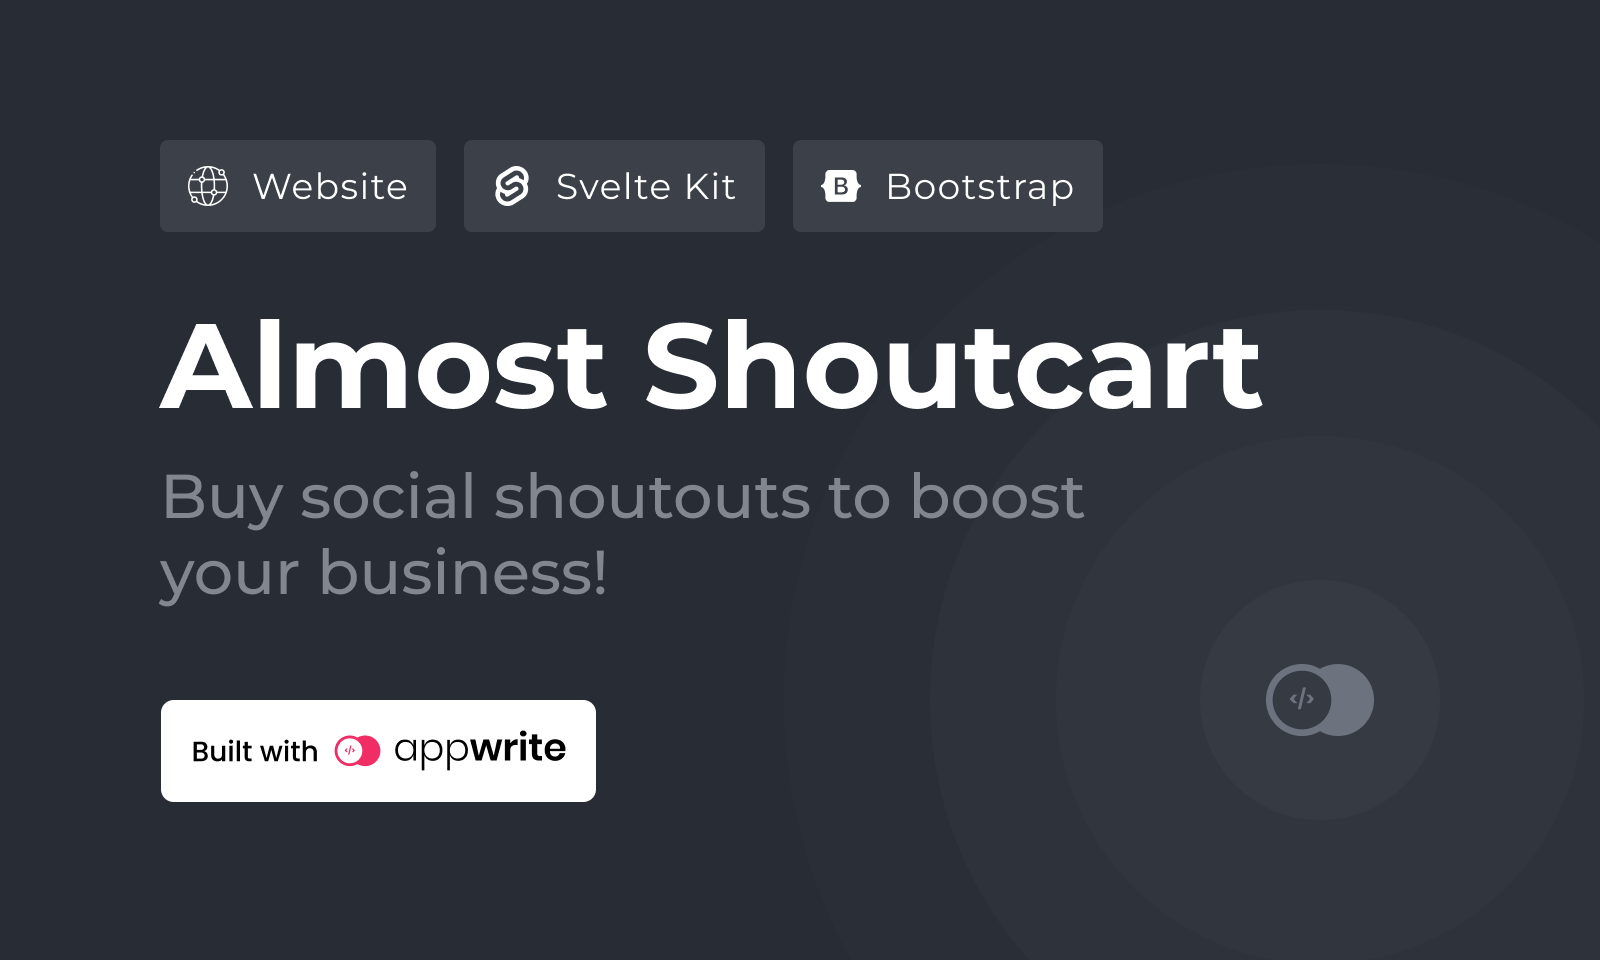 Website
Svelte Kit
Bootstrap
Almost Shoutcart
Buy social shoutouts to boost
your business!
Built with appwrite